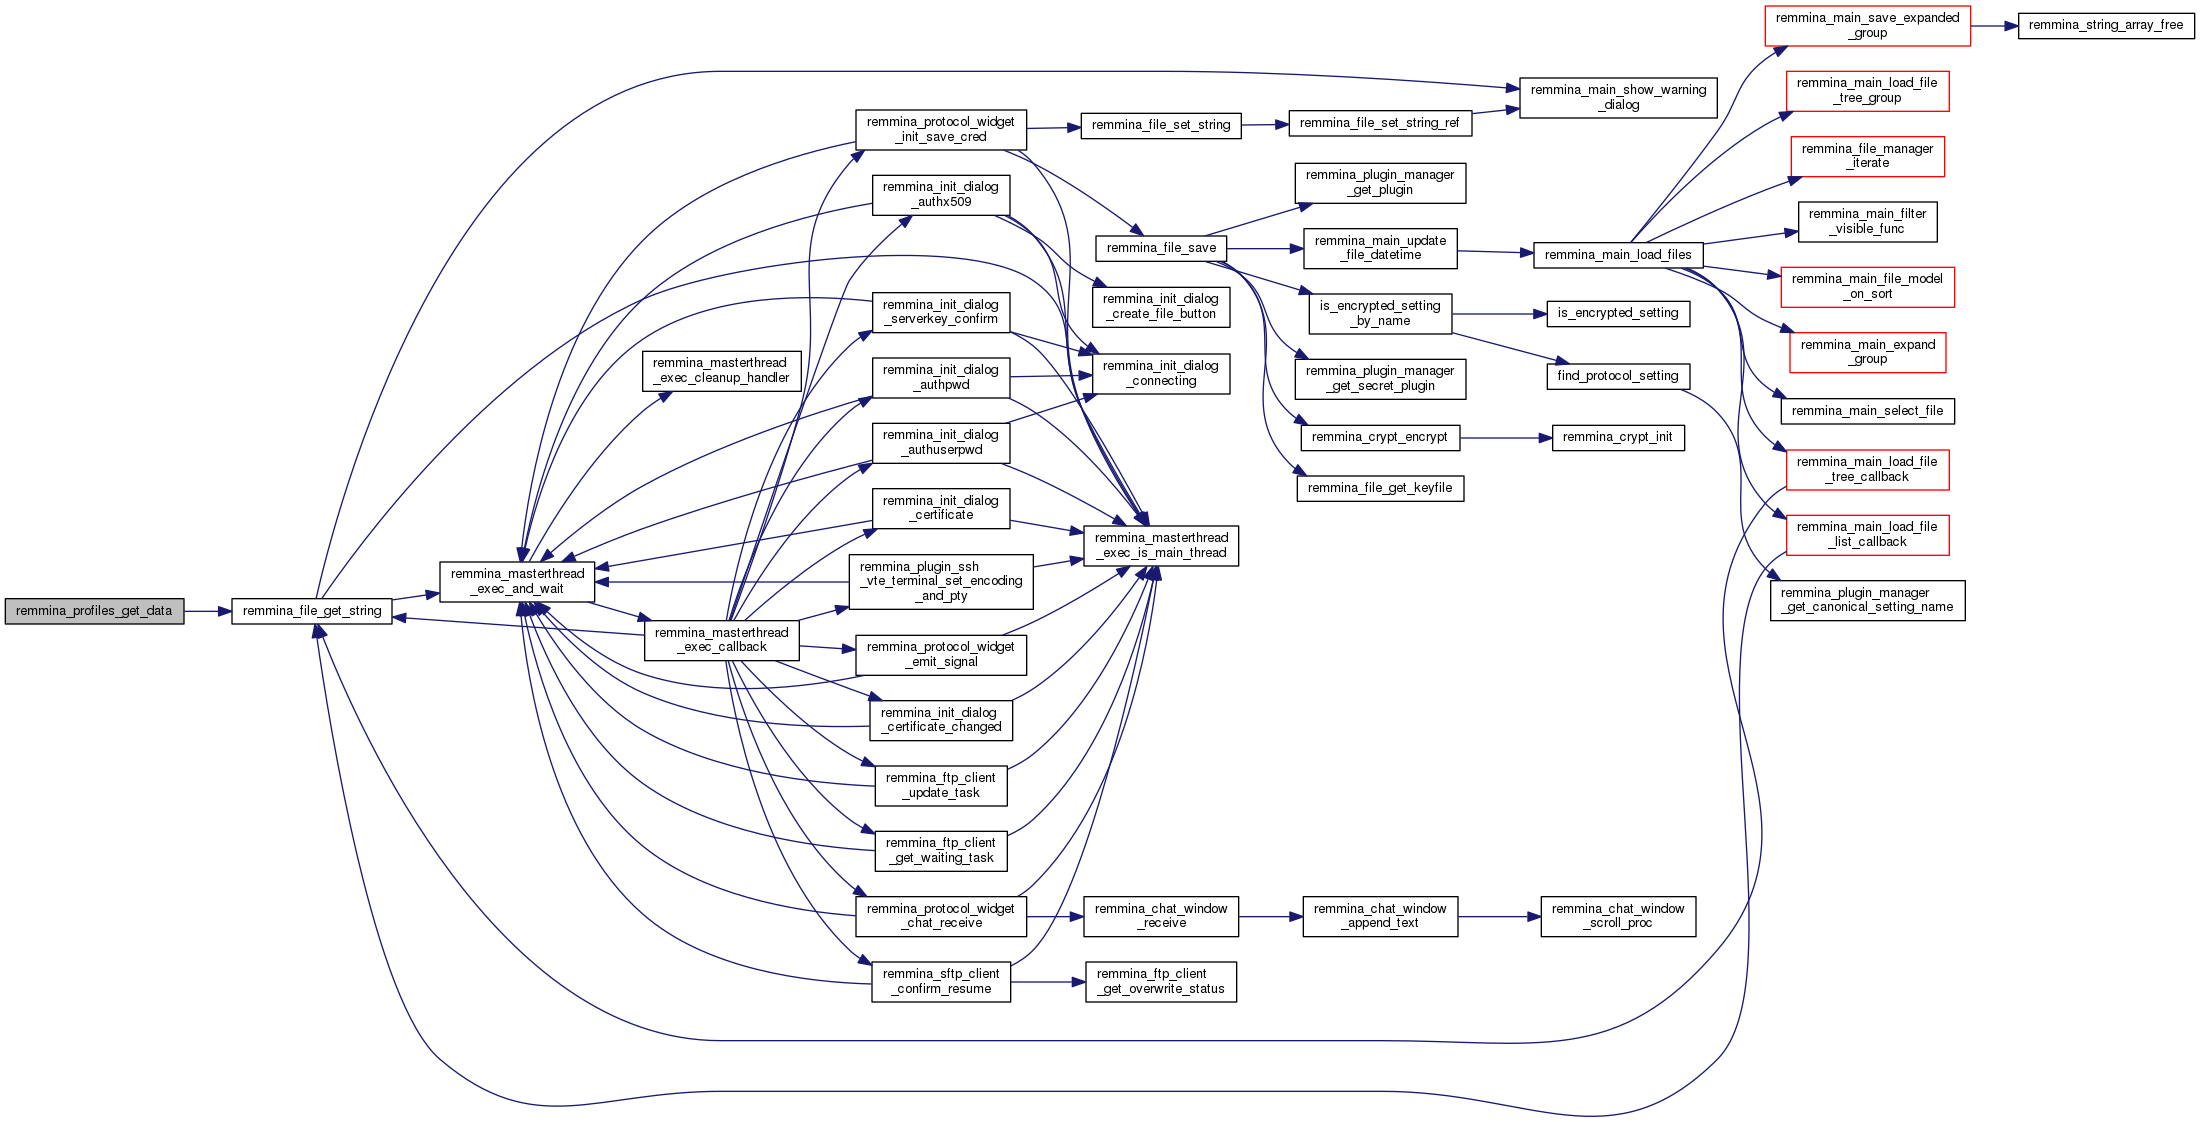 remmina_profiles_get_data
remmina_file_get_string
remmina_masterthread
_exec_and_wait
remmina_masterthread
_exec_cleanup_handler
remmina_masterthread
_exec_callback
remmina_protocol_widget
_init_save_cred
remmina_init_dialog
_authx509
remmina_init_dialog
_serverkey_confirm
remmina_init_dialog
_authpwd
remmina_init_dialog
_authuserpwd
remmina_init_dialog
_certificate
remmina_plugin_ssh
_vte_terminal_set_encoding
_and_pty
remmina_protocol_widget
_emit_signal
remmina_init_dialog
_certificate_changed
remmina_ftp_client
_update_task
remmina_ftp_client
_get_waiting_task
remmina_protocol_widget
_chat_receive
remmina_sftp_client
_confirm_resume
remmina_file_set_string
remmina_file_save
remmina_init_dialog
_create_file_button
remmina_init_dialog
_connecting
remmina_masterthread
_exec_is_main_thread
remmina_chat_window
_receive
remmina_ftp_client
_get_overwrite_status
remmina_file_set_string_ref
remmina_plugin_manager
_get_plugin
remmina_main_update
_file_datetime
is_encrypted_setting
_by_name
remmina_plugin_manager
_get_secret_plugin
remmina_crypt_encrypt
remmina_file_get_keyfile
remmina_chat_window
_append_text
remmina_main_show_warning
_dialog
remmina_main_load_files
is_encrypted_setting
find_protocol_setting
remmina_crypt_init
remmina_chat_window
_scroll_proc
remmina_main_save_expanded
_group
remmina_main_load_file
_tree_group
remmina_file_manager
_iterate
remmina_main_filter
_visible_func
remmina_main_file_model
_on_sort
remmina_main_expand
_group
remmina_main_select_file
remmina_main_load_file
_tree_callback
remmina_main_load_file
_list_callback
remmina_plugin_manager
_get_canonical_setting_name
remmina_string_array_free